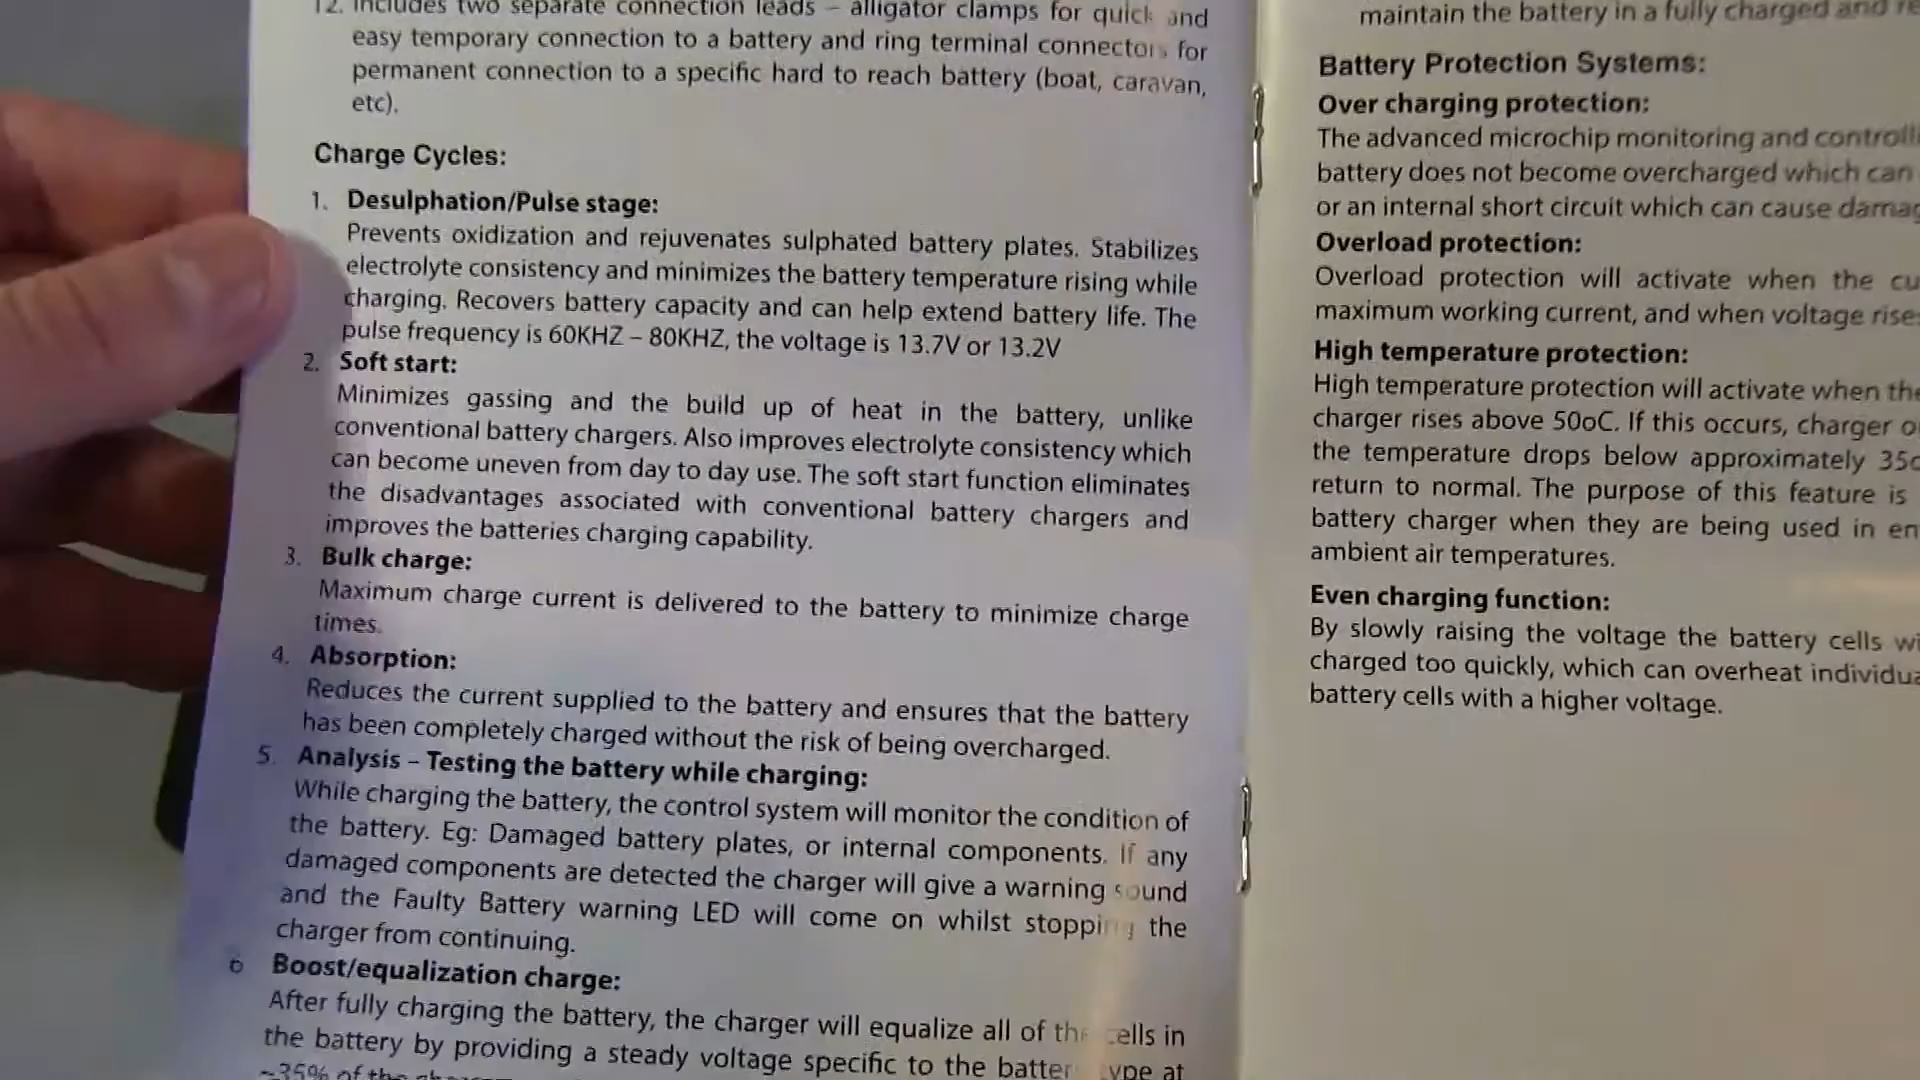 12. Includes two separate connection leads – alligator clamps for quick and
easy temporary connection to a battery and ring terminal connectors for
permanent connection to a specific hard to reach battery (boat, caravan,
etc).
Charge Cycles:
1. Desulphation/Pulse stage:
Prevents oxidization and rejuvenates sulphated battery plates. Stabilizes
electrolyte consistency and minimizes the battery temperature rising while
charging. Recovers battery capacity and can help extend battery life. The
pulse frequency is 60KHZ – 80KHZ, the voltage is 13.7V or 13.2V
2. Soft start:
Minimizes gassing and the build up of heat in the battery, unlike
conventional battery chargers. Also improves electrolyte consistency which
can become uneven from day to day use. The soft start function eliminates
the disadvantages associated with conventional battery chargers and
improves the batteries charging capability.
3. Bulk charge:
Maximum charge current is delivered to the battery to minimize charge
times.
4. Absorption:
Reduces the current supplied to the battery and ensures that the battery
has been completely charged without the risk of being overcharged.
5. Analysis – Testing the battery while charging:
While charging the battery, the control system will monitor the condition of
the battery. Eg: Damaged battery plates, or internal components. If any
damaged components are detected the charger will give a warning sound
and the Faulty Battery warning LED will come on whilst stopping the
charger from continuing.
6 Boost/equalization charge:
After fully charging the battery, the charger will equalize all of the cells in
the battery by providing a steady voltage specific to the battery type at
~35% of the
maintain the battery in a fully charged and
Battery Protection Systems:
Over charging protection:
The advanced microchip monitoring and
battery does not become overcharged which can
or an internal short circuit which can cause
Overload protection:
Overload protection will activate when the
maximum working current, and when voltage
High temperature protection:
High temperature protection will activate when the
charger rises above 50oC. If this occurs, charger
the temperature drops below approximately
return to normal. The purpose of this feature is
battery charger when they are being used in
ambient air temperatures.
Even charging function:
By slowly raising the voltage the battery cells
charged too quickly, which can overheat
battery cells with a higher voltage.